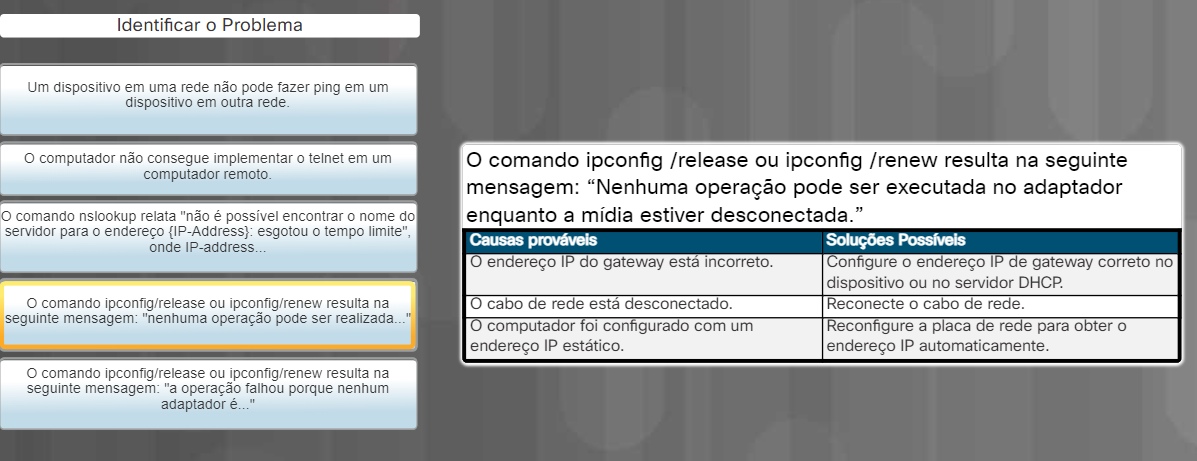 Identificar o Problema
Um dispositivo em uma rede não pode fazer ping em um
dispositivo em outra rede.
O computador não consegue implementar o telnet em um
computador remoto.
O comando nslookup relata "não é possível encontrar o nome do
servidor para o endereço {IP-Address}: esgotou o tempo limite",
onde IP-address...
O comando ipconfig/release ou ipconfig/renew resulta na
seguinte mensagem: "nenhuma operação pode ser realizada..."
O comando ipconfig/release ou ipconfig/renew resulta na
seguinte mensagem: "a operação falhou porque nenhum
adaptador é..."
O comando ipconfig /release ou ipconfig /renew resulta na seguinte
mensagem: “Nenhuma operação pode ser executada no adaptador
enquanto a mídia estiver desconectada.”
Causas prováveis Soluções Possíveis
O endereço IP do gateway está incorreto. Configure o endereço IP de gateway correto no
dispositivo ou no servidor DHCP.
O cabo de rede está desconectado. Reconecte o cabo de rede.
O computador foi configurado com um Reconfigure a placa de rede para obter o
endereço IP estático. endereço IP automaticamente.